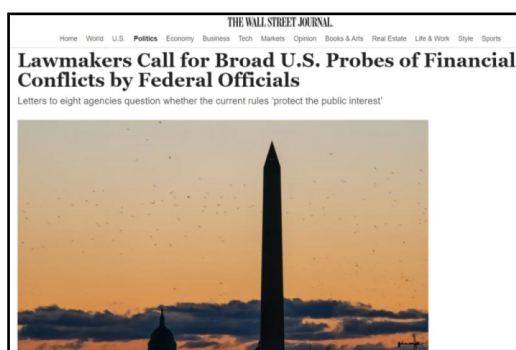 THE WALL STREET JOURNAL.
Home World U.S. Politics Economy Business Tech Markets Opinion Books & Arts Real Estate Life & Work Style Sports
Lawmakers Call for Broad U.S. Probes of Financial
Conflicts by Federal Officials
Letters to eight agencies question whether the current rules ‘protect the public interest’